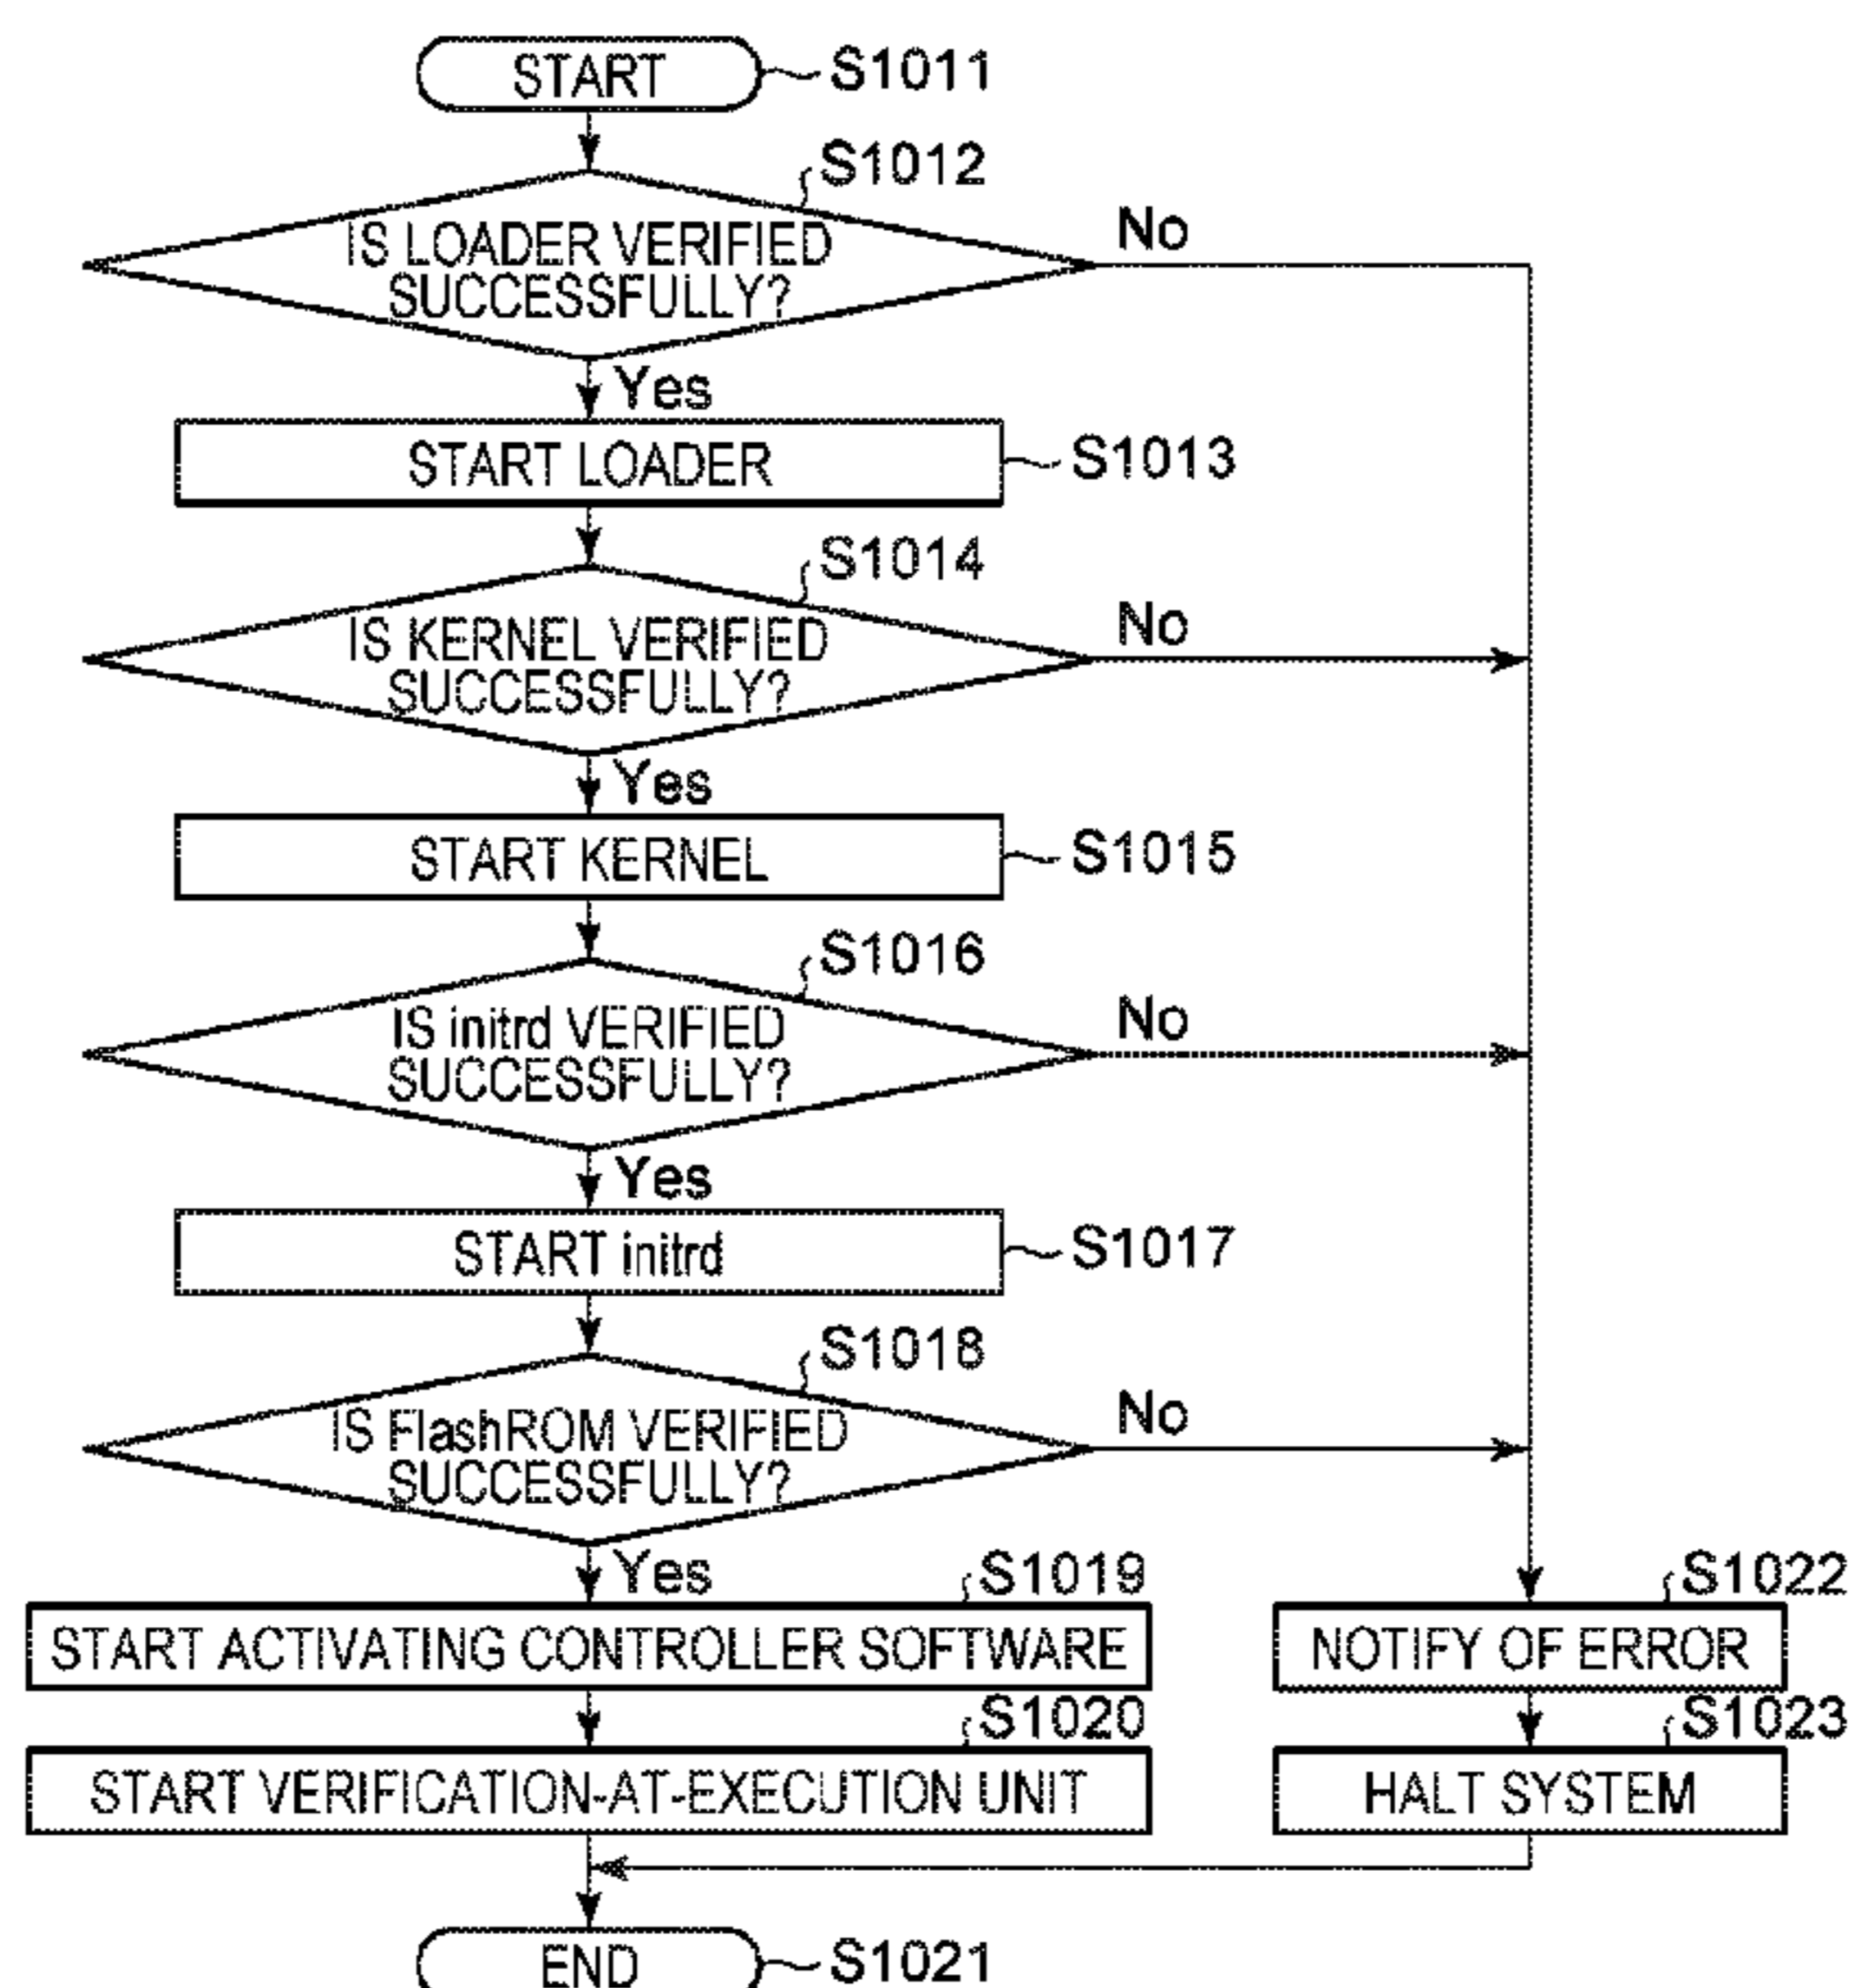 START
S1011
S1012
IS LOADER VERIFIED
SUCCESSFULLY?
No
Yes
START LOADER
S1013
S1014
IS KERNEL VERIFIED
SUCCESSFULLY?
No
Yes
START KERNEL
S1015
S1016
IS initrd VERIFIED
SUCCESSFULLY?
No
Yes
START initrd
S1017
S1018
IS FlashROM VERIFIED
SUCCESSFULLY?
No
Yes
S1019
START ACTIVATING CONTROLLER SOFTWARE
S1022
NOTIFY OF ERROR
S1020
START VERIFICATION-AT-EXECUTION UNIT
S1023
HALT SYSTEM
END
S1021